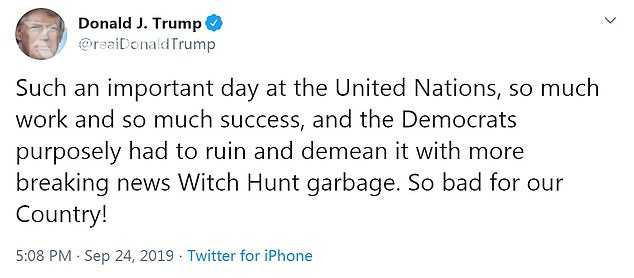 Donald J. Trump
@realDonaldTrump
Such an important day at the United Nations, so much
work and so much success, and the Democrats
purposely had to ruin and demean it with more
breaking news Witch Hunt garbage. So bad for our
Country!
5:08 PM · Sep 24, 2019 · Twitter for iPhone